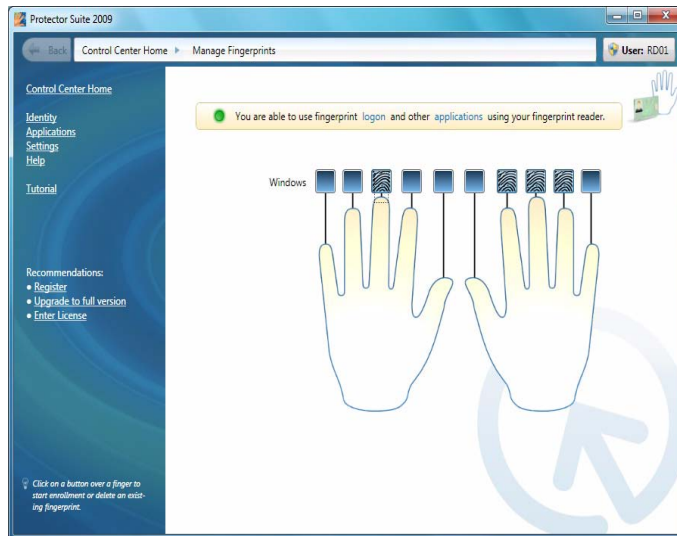 Protector Suite 2009
Back
Control Center Home
Manage Fingerprints
User: RD01
Control Center Home
Identity
Applications
Settings
Help
Tutorial
You are able to use fingerprint logon and other applications using your fingerprint reader.
Windows
Recommendations:
• Register
• Upgrade to full version
• Enter License
Click on a button over a finger to
start enrollment or delete an exist-
ing fingerprint.